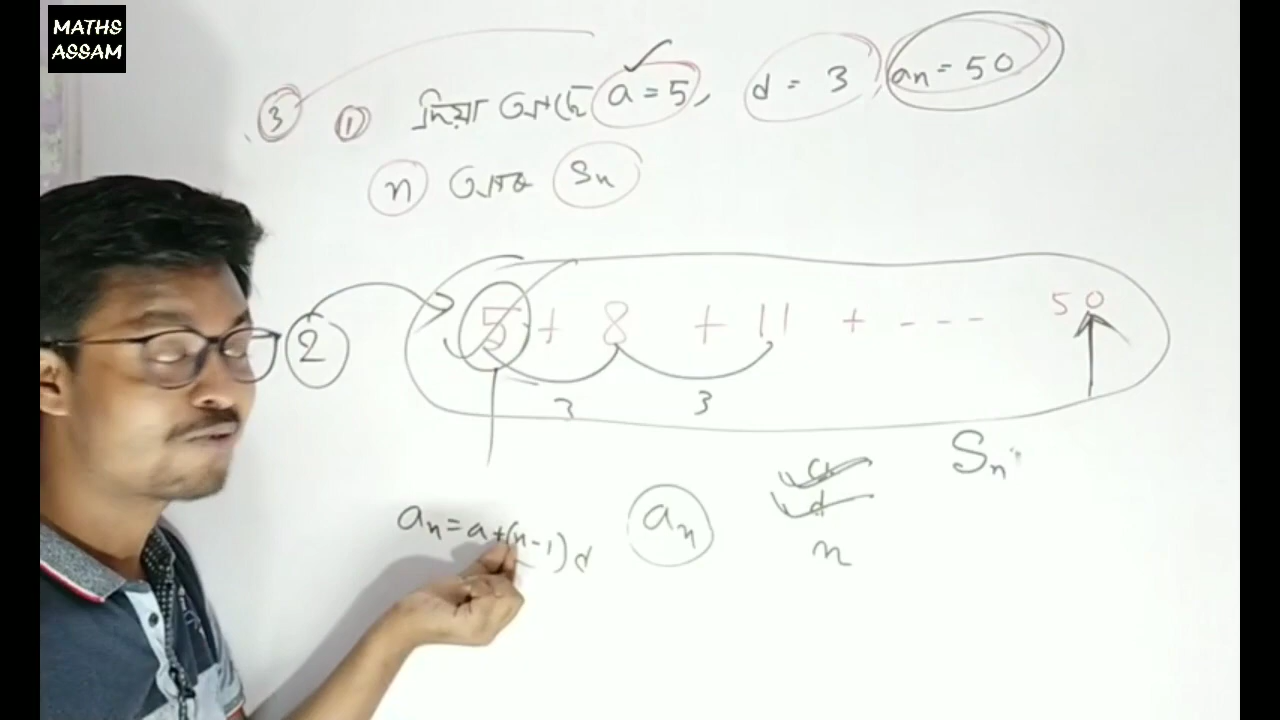 MATHS
ASSAM
3 1 দিয়া আছে a = 5, d = 3 an = 50
n আৰু Sn
2 5 + 8 + 11 + - - - 50
3 3
Sn
a
d
n
an = a+(n-1)d an